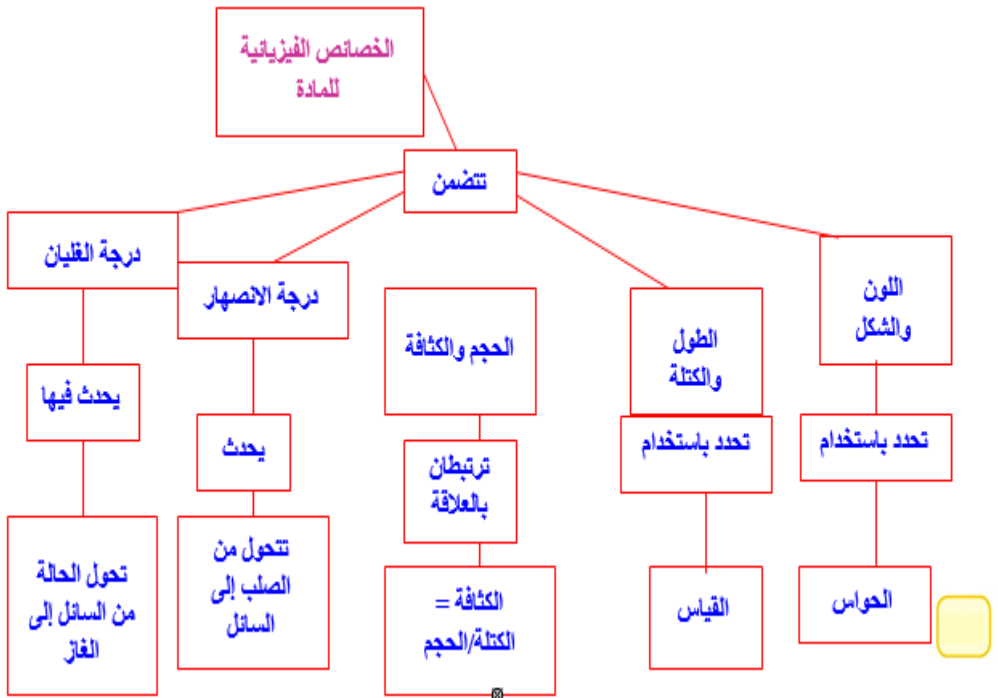 الخصائص الفيزيائية
للمادة
تتضمن
اللون
والشكل
تحدد باستخدام
الحواس
الطول
والكتلة
تحدد باستخدام
القياس
الحجم والكثافة
ترتبطان
بالعلاقة
الكثافة =
الكتلة/الحجم
درجة الانصهار
يحدث
تتحول من
الصلب إلى
السائل
درجة الغليان
يحدث فيها
تحول الحالة
من السائل إلى
الغاز